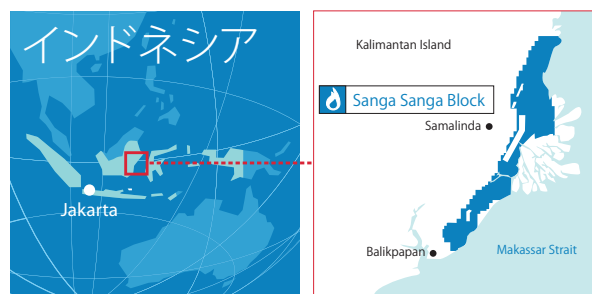 インドネシア
Jakarta
Kalimantan Island
Sanga Sanga Block
Samalinda
Balikpapan
Makassar Strait